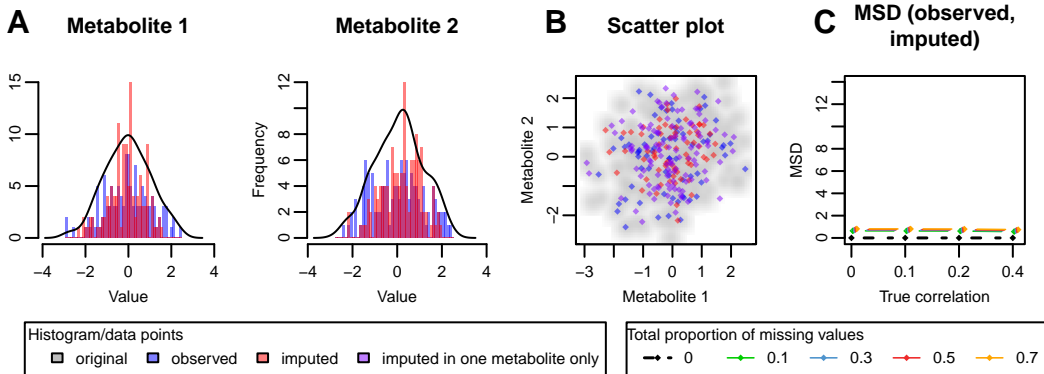 A
Metabolite 1
Metabolite 2
B
Scatter plot
C
MSD (observed,
imputed)
15
10
5
0
−4
−2
0
2
4
Value
Frequency
12
8
6
4
2
0
−4
−2
0
2
4
Value
Metabolite 2
2
1
0
−2
−3
−1
0
1
2
Metabolite 1
MSD
12
8
6
4
2
0
0
0.1
0.2
0.4
True correlation
Histogram/data points
original
observed
imputed
imputed in one metabolite only
Total proportion of missing values
0
0.1
0.3
0.5
0.7